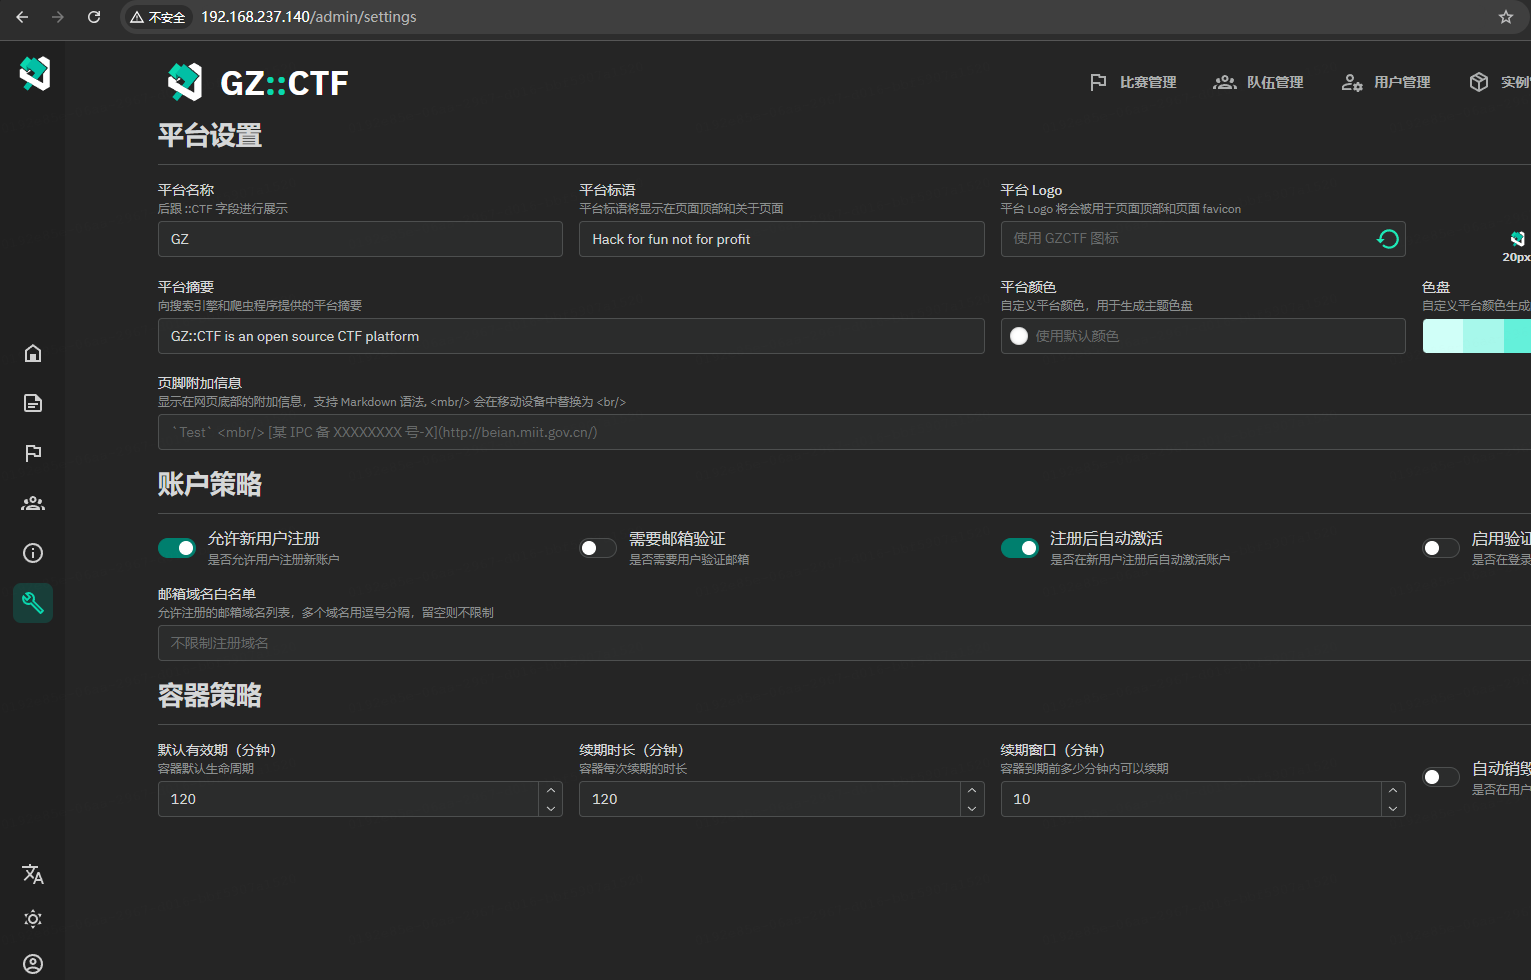 不安全 192.168.237.140/admin/settings
GZ::CTF
比赛管理 队伍管理 用户管理 实例
平台设置
平台名称 平台标语 平台 Logo
后跟 ::CTF 字段进行展示 平台标语将显示在页面顶部和关于页面 平台 Logo 将会被用于页面顶部和页面 favicon
GZ Hack for fun not for profit 使用 GZCTF 图标
20px
平台摘要 平台颜色 色盘
向搜索引擎和爬虫程序提供的平台摘要 自定义平台颜色，用于生成主题色盘 自定义平台颜色生成
GZ::CTF is an open source CTF platform 使用默认颜色
页脚附加信息
显示在网页底部的附加信息，支持 Markdown 语法, <mbr/> 会在移动设备中替换为 <br/>
`Test` <mbr/> [某 IPC 备 XXXXXXXX 号-X](http://beian.miit.gov.cn/)
账户策略
允许新用户注册 需要邮箱验证 注册后自动激活 启用验证
是否允许用户注册新账户 是否需要用户验证邮箱 是否在新用户注册后自动激活账户 是否在登录
邮箱域名白名单
允许注册的邮箱域名列表，多个域名用逗号分隔，留空则不限制
不限制注册域名
容器策略
默认有效期（分钟） 续期时长（分钟） 续期窗口（分钟） 自动销毁
容器默认生命周期 容器每次续期的时长 容器到期前多少分钟内可以续期 是否在用户
120 120 10